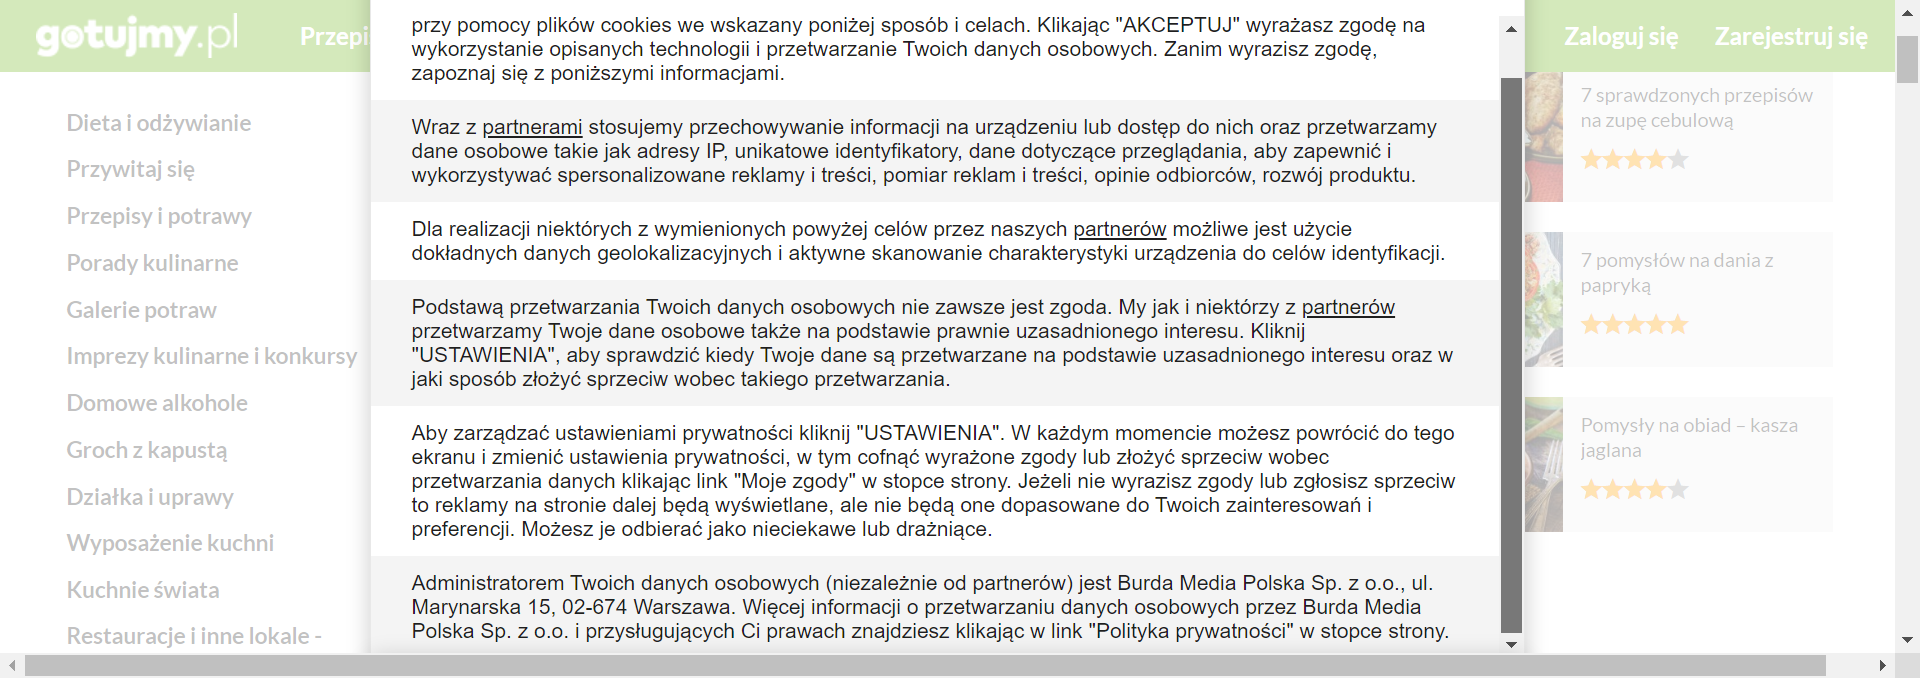 gotujmy.pl
Przepi
Zaloguj się
Zarejestruj się
Dieta i odżywianie
Przywitaj się
Przepisy i potrawy
Porady kulinarne
Galerie potraw
Imprezy kulinarne i konkursy
Domowe alkohole
Groch z kapustą
Działka i uprawy
Wyposażenie kuchni
Kuchnie świata
Restauracje i inne lokale -
przy pomocy plików cookies we wskazany poniżej sposób i celach. Klikając "AKCEPTUJ" wyrażasz zgodę na
wykorzystanie opisanych technologii i przetwarzanie Twoich danych osobowych. Zanim wyrazisz zgodę,
zapoznaj się z poniższymi informacjami.
Wraz z partnerami stosujemy przechowywanie informacji na urządzeniu lub dostęp do nich oraz przetwarzamy
dane osobowe takie jak adresy IP, unikatowe identyfikatory, dane dotyczące przeglądania, aby zapewnić i
wykorzystywać spersonalizowane reklamy i treści, pomiar reklam i treści, opinie odbiorców, rozwój produktu.
Dla realizacji niektórych z wymienionych powyżej celów przez naszych partnerów możliwe jest użycie
dokładnych danych geolokalizacyjnych i aktywne skanowanie charakterystyki urządzenia do celów identyfikacji.
Podstawą przetwarzania Twoich danych osobowych nie zawsze jest zgoda. My jak i niektórzy z partnerów
przetwarzamy Twoje dane osobowe także na podstawie prawnie uzasadnionego interesu. Kliknij
"USTAWIENIA", aby sprawdzić kiedy Twoje dane są przetwarzane na podstawie uzasadnionego interesu oraz w
jaki sposób złożyć sprzeciw wobec takiego przetwarzania.
Aby zarządzać ustawieniami prywatności kliknij "USTAWIENIA". W każdym momencie możesz powrócić do tego
ekranu i zmienić ustawienia prywatności, w tym cofnąć wyrażone zgody lub złożyć sprzeciw wobec
przetwarzania danych klikając link "Moje zgody" w stopce strony. Jeżeli nie wyrazisz zgody lub zgłosisz sprzeciw
to reklamy na stronie dalej będą wyświetlane, ale nie będą one dopasowane do Twoich zainteresowań i
preferencji. Możesz je odbierać jako nieciekawe lub drażniące.
Administratorem Twoich danych osobowych (niezależnie od partnerów) jest Burda Media Polska Sp. z o.o., ul.
Marynarska 15, 02-674 Warszawa. Więcej informacji o przetwarzaniu danych osobowych przez Burda Media
Polska Sp. z o.o. i przysługujących Ci prawach znajdziesz klikając w link "Polityka prywatności" w stopce strony.
7 sprawdzonych przepisów
na zupę cebulową
7 pomysłów na dania z
papryką
Pomysły na obiad – kasza
jaglana